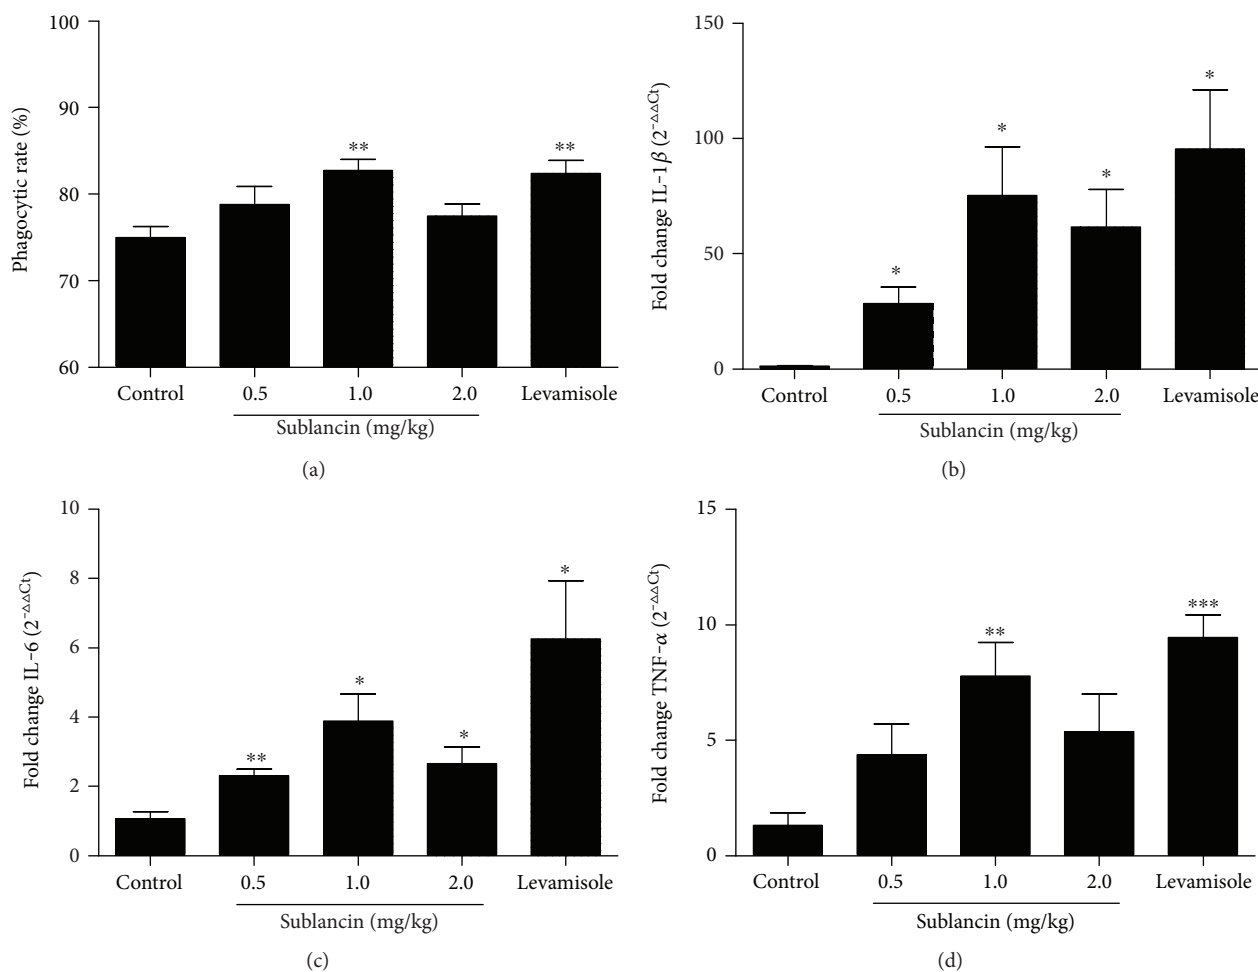 100
90
80
70
60
Phagocytic rate (%)
**
**
Control 0.5 1.0 2.0 Levamisole
Sublancin (mg/kg)
(a)
150
100
50
0
Fold change IL-1β (2^-△△Ct)
*
*
*
*
Control 0.5 1.0 2.0 Levamisole
Sublancin (mg/kg)
(b)
10
8
6
4
2
0
Fold change IL-6 (2^-△△Ct)
**
*
*
*
Control 0.5 1.0 2.0 Levamisole
Sublancin (mg/kg)
(c)
15
10
5
0
Fold change TNF-α (2^-△△Ct)
**
***
Control 0.5 1.0 2.0 Levamisole
Sublancin (mg/kg)
(d)